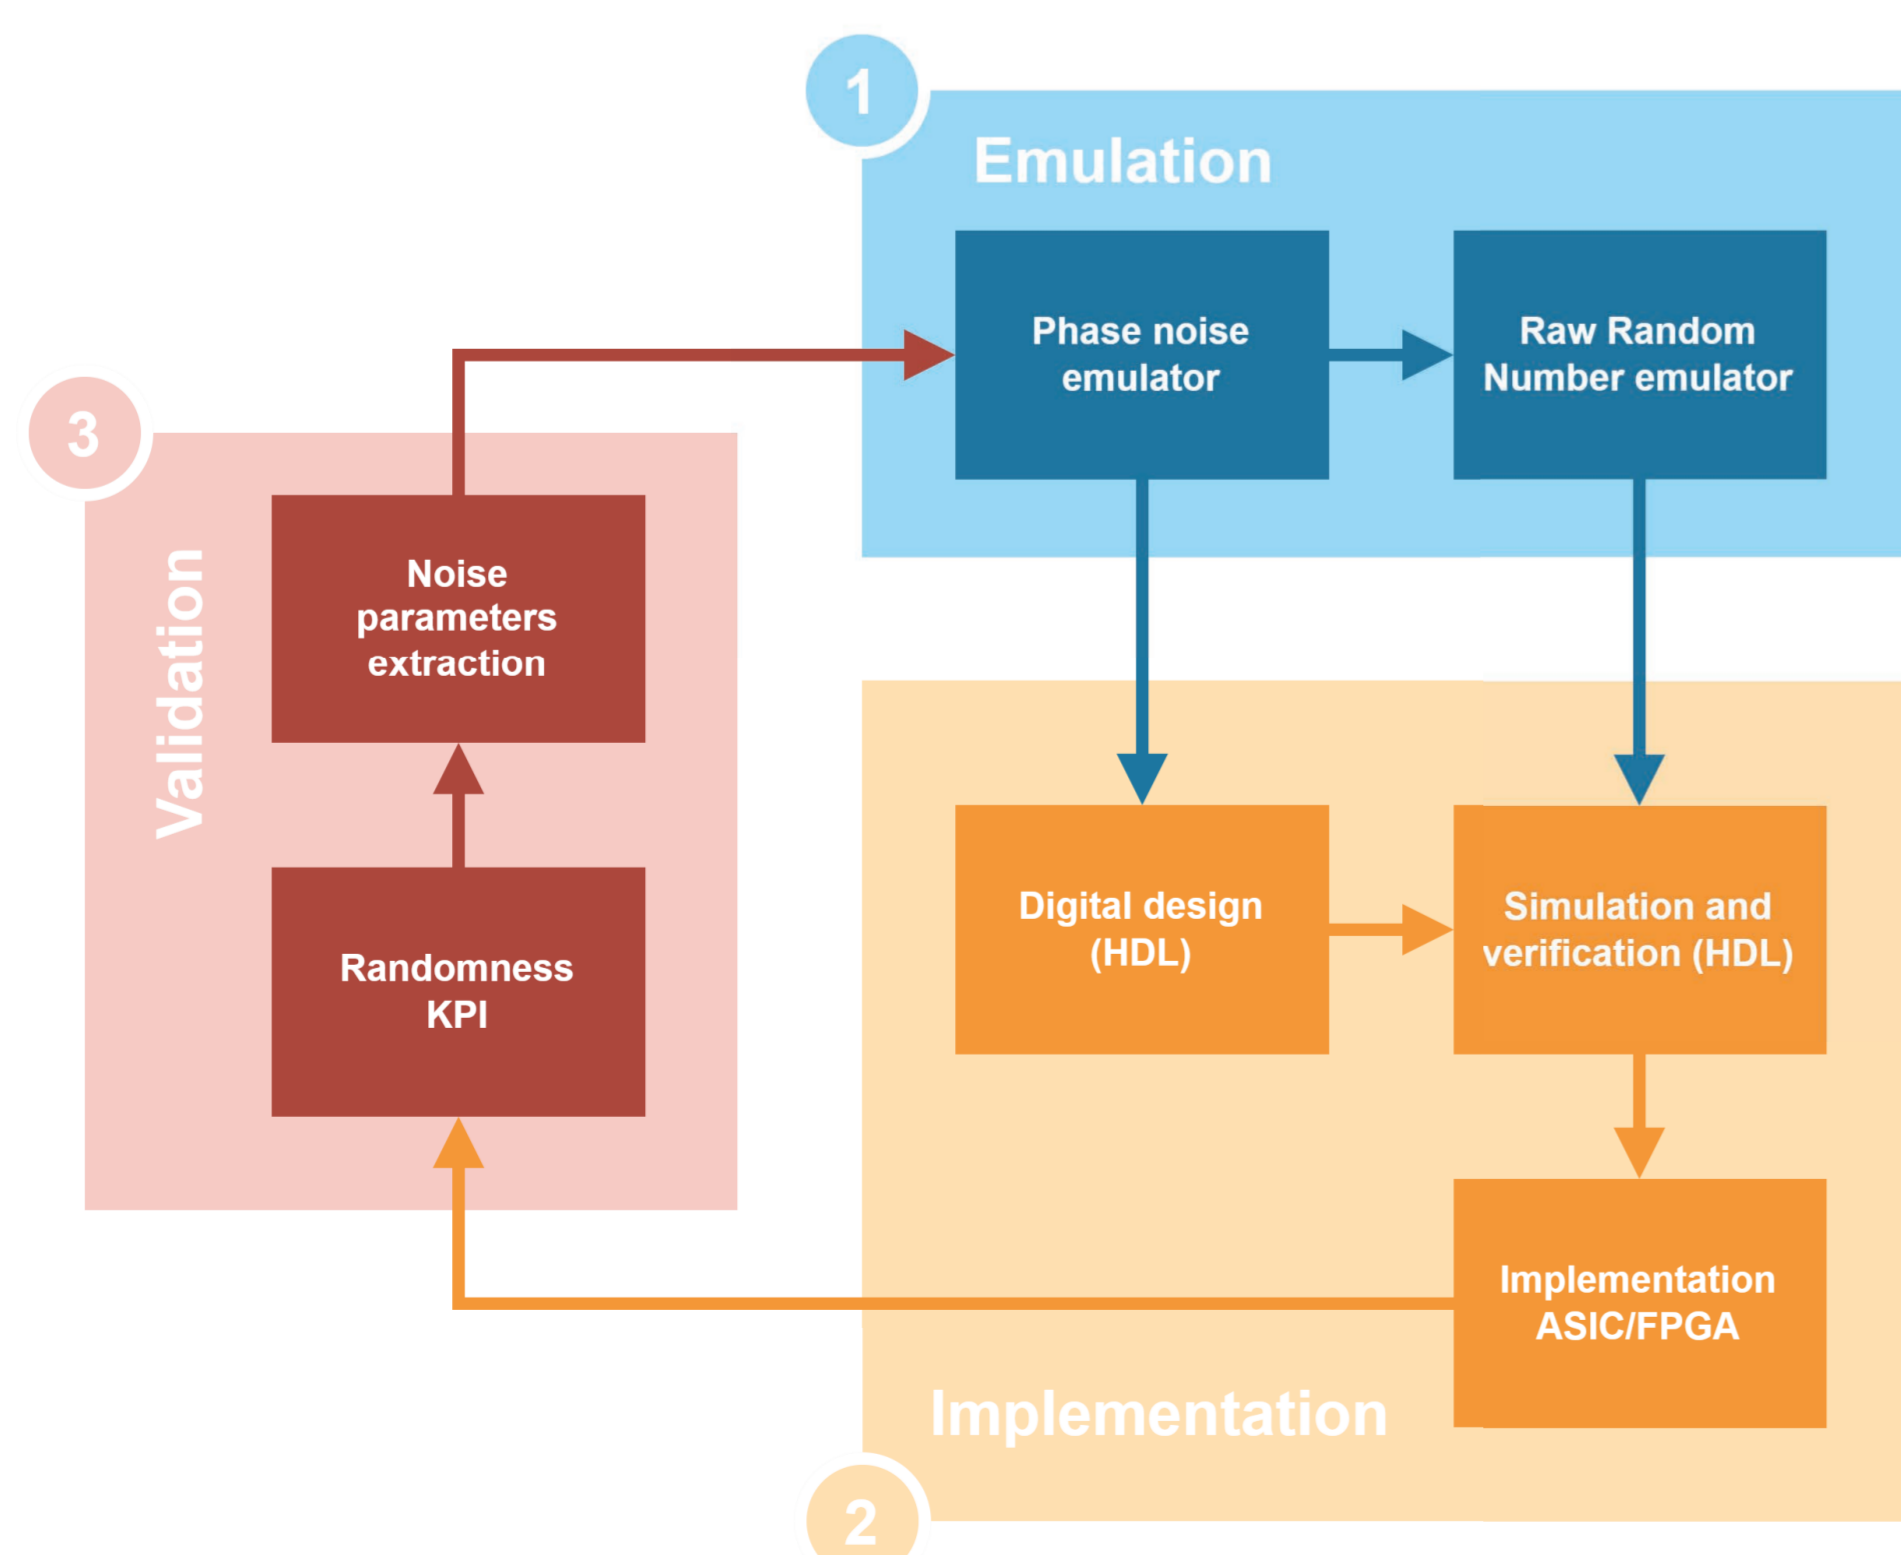 1
Emulation
Phase noise
emulator
Raw Random
Number emulator
3
Validation
Noise
parameters
extraction
Randomness
KPI
Digital design
(HDL)
Simulation and
verification (HDL)
Implementation
ASIC/FPGA
Implementation
2